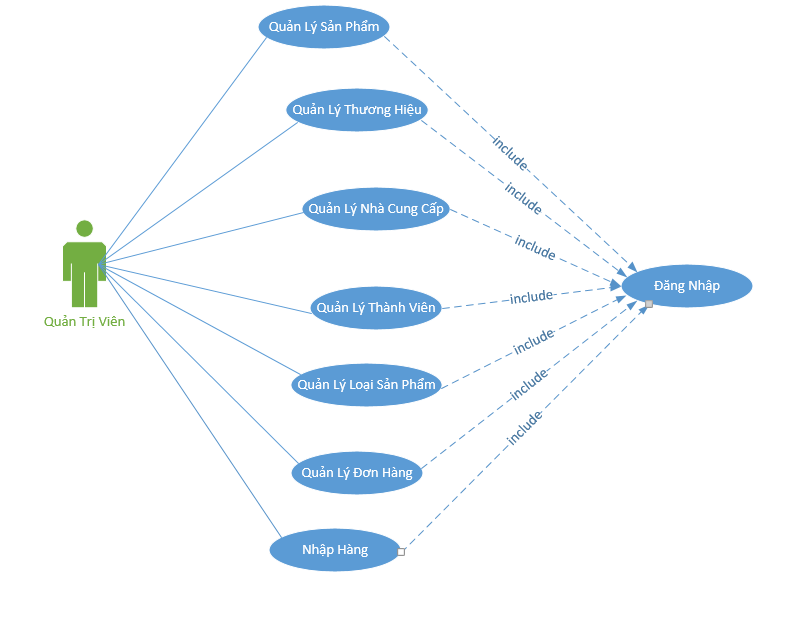 Quản Lý Sản Phẩm
Quản Lý Thương Hiệu
include
include
Quản Lý Nhà Cung Cấp
include
Đăng Nhập
include
Quản Lý Thành Viên
Quản Trị Viên
include
Quản Lý Loại Sản Phẩm
include
include
Quản Lý Đơn Hàng
Nhập Hàng